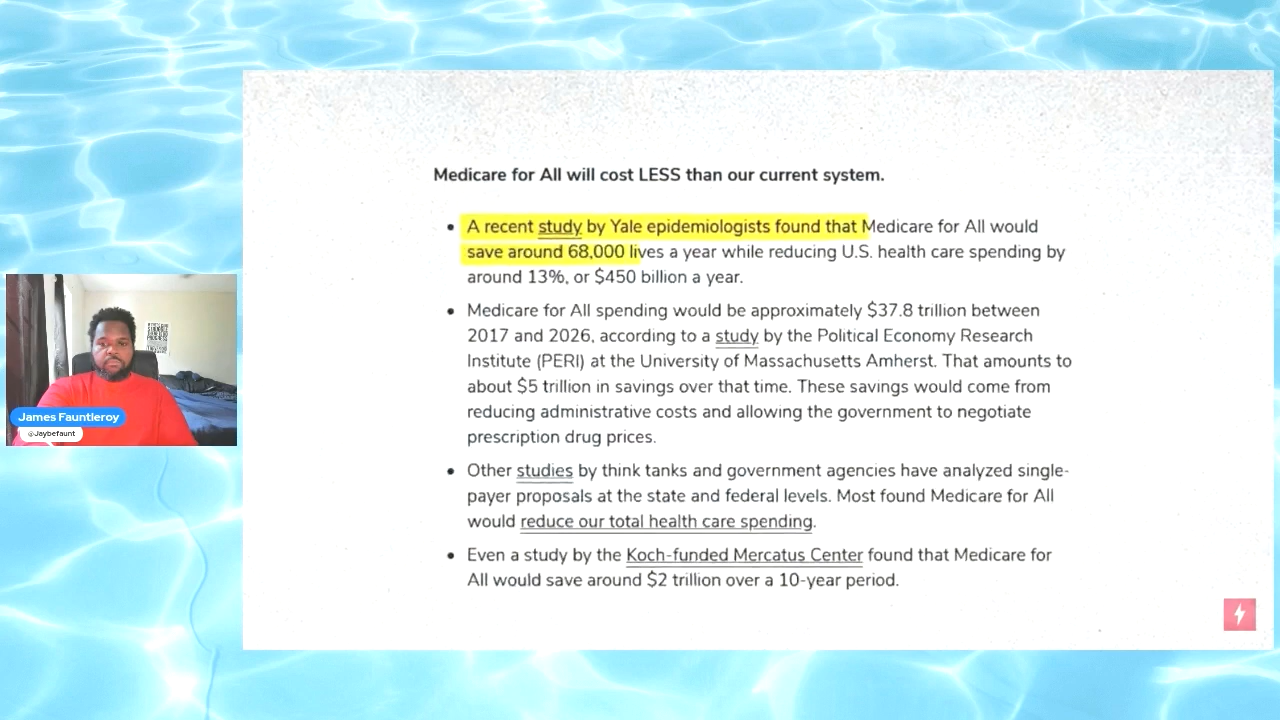 Medicare for All will cost LESS than our current system.
• A recent study by Yale epidemiologists found that Medicare for All would
save around 68,000 lives a year while reducing U.S. health care spending by
around 13%, or $450 billion a year.
• Medicare for All spending would be approximately $37.8 trillion between
2017 and 2026, according to a study by the Political Economy Research
Institute (PERI) at the University of Massachusetts Amherst. That amounts to
about $5 trillion in savings over that time. These savings would come from
reducing administrative costs and allowing the government to negotiate
prescription drug prices.
• Other studies by think tanks and government agencies have analyzed single-
payer proposals at the state and federal levels. Most found Medicare for All
would reduce our total health care spending.
• Even a study by the Koch-funded Mercatus Center found that Medicare for
All would save around $2 trillion over a 10-year period.
James Fauntleroy
@Jaybefaunt